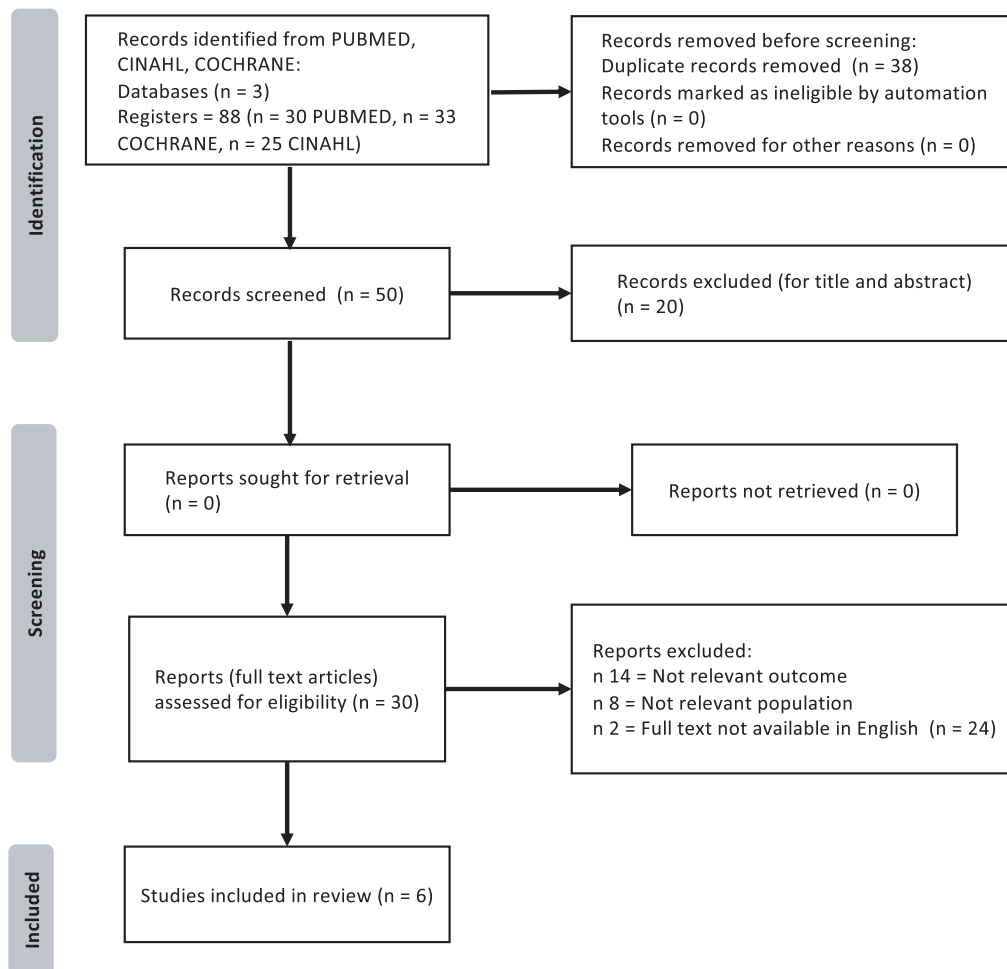 Identification
Records identified from PUBMED,
CINAHL, COCHRANE:
Databases (n = 3)
Registers = 88 (n = 30 PUBMED, n = 33
COCHRANE, n = 25 CINAHL)
Records removed before screening:
Duplicate records removed (n = 38)
Records marked as ineligible by automation
tools (n = 0)
Records removed for other reasons (n = 0)
Records screened (n = 50)
Records excluded (for title and abstract)
(n = 20)
Screening
Reports sought for retrieval
(n = 0)
Reports not retrieved (n = 0)
Reports (full text articles)
assessed for eligibility (n = 30)
Reports excluded:
n 14 = Not relevant outcome
n 8 = Not relevant population
n 2 = Full text not available in English (n = 24)
Included
Studies included in review (n = 6)